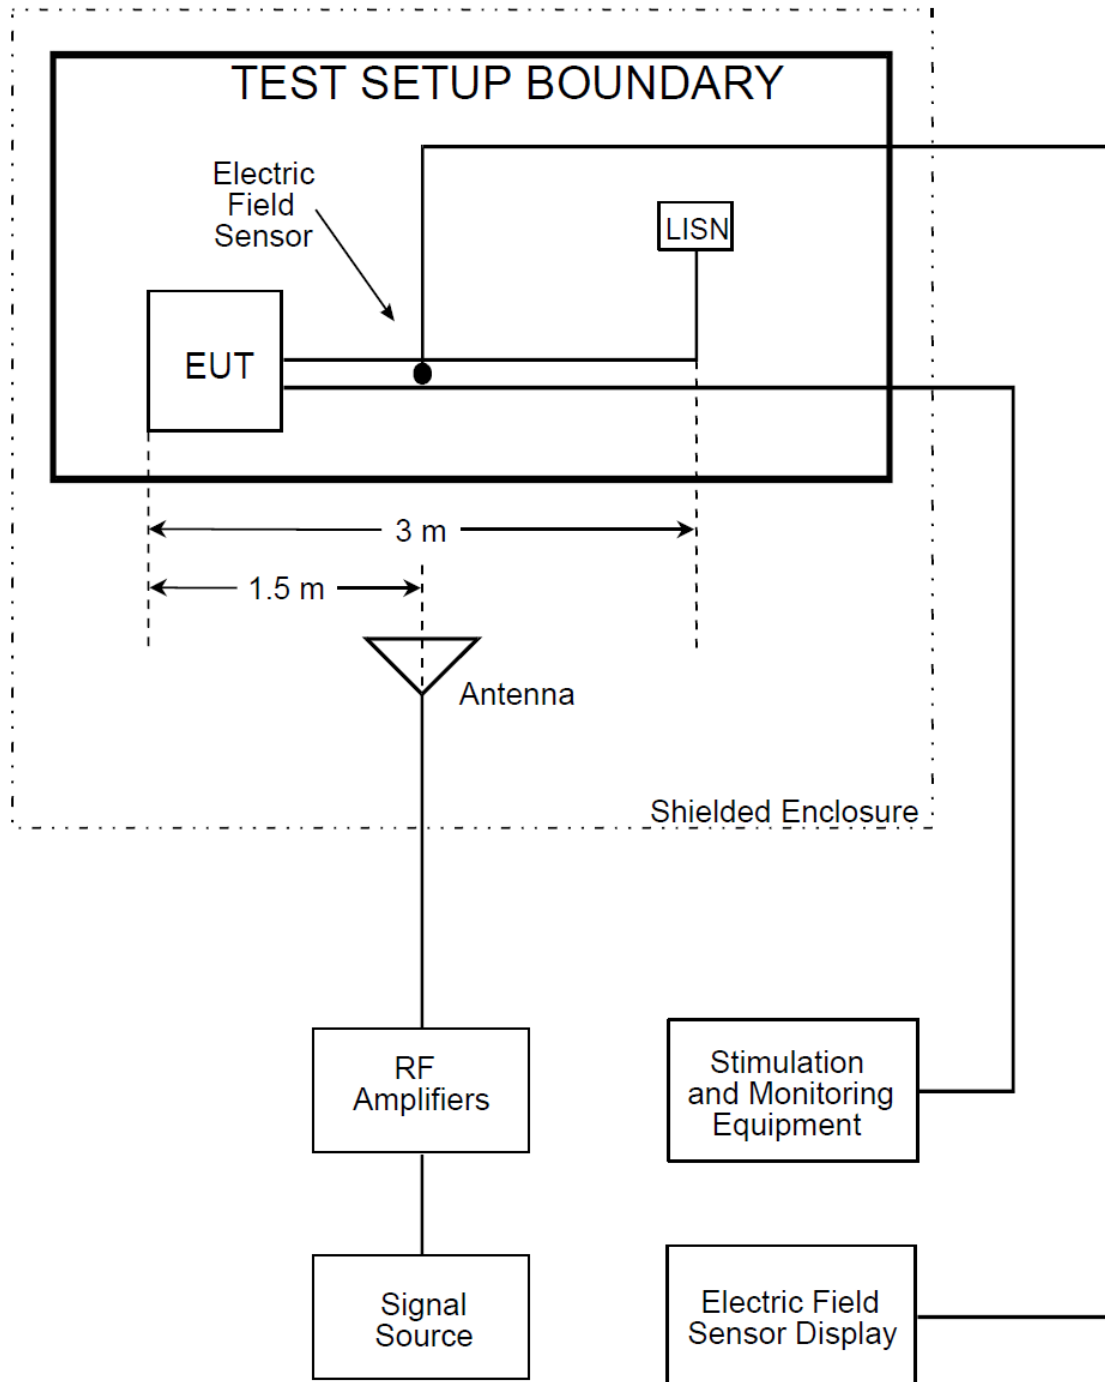 TEST SETUP BOUNDARY
Electric
Field
Sensor
LISN
EUT
3 m
1.5 m
Antenna
Shielded Enclosure
RF
Amplifiers
Stimulation
and Monitoring
Equipment
Signal
Source
Electric Field
Sensor Display